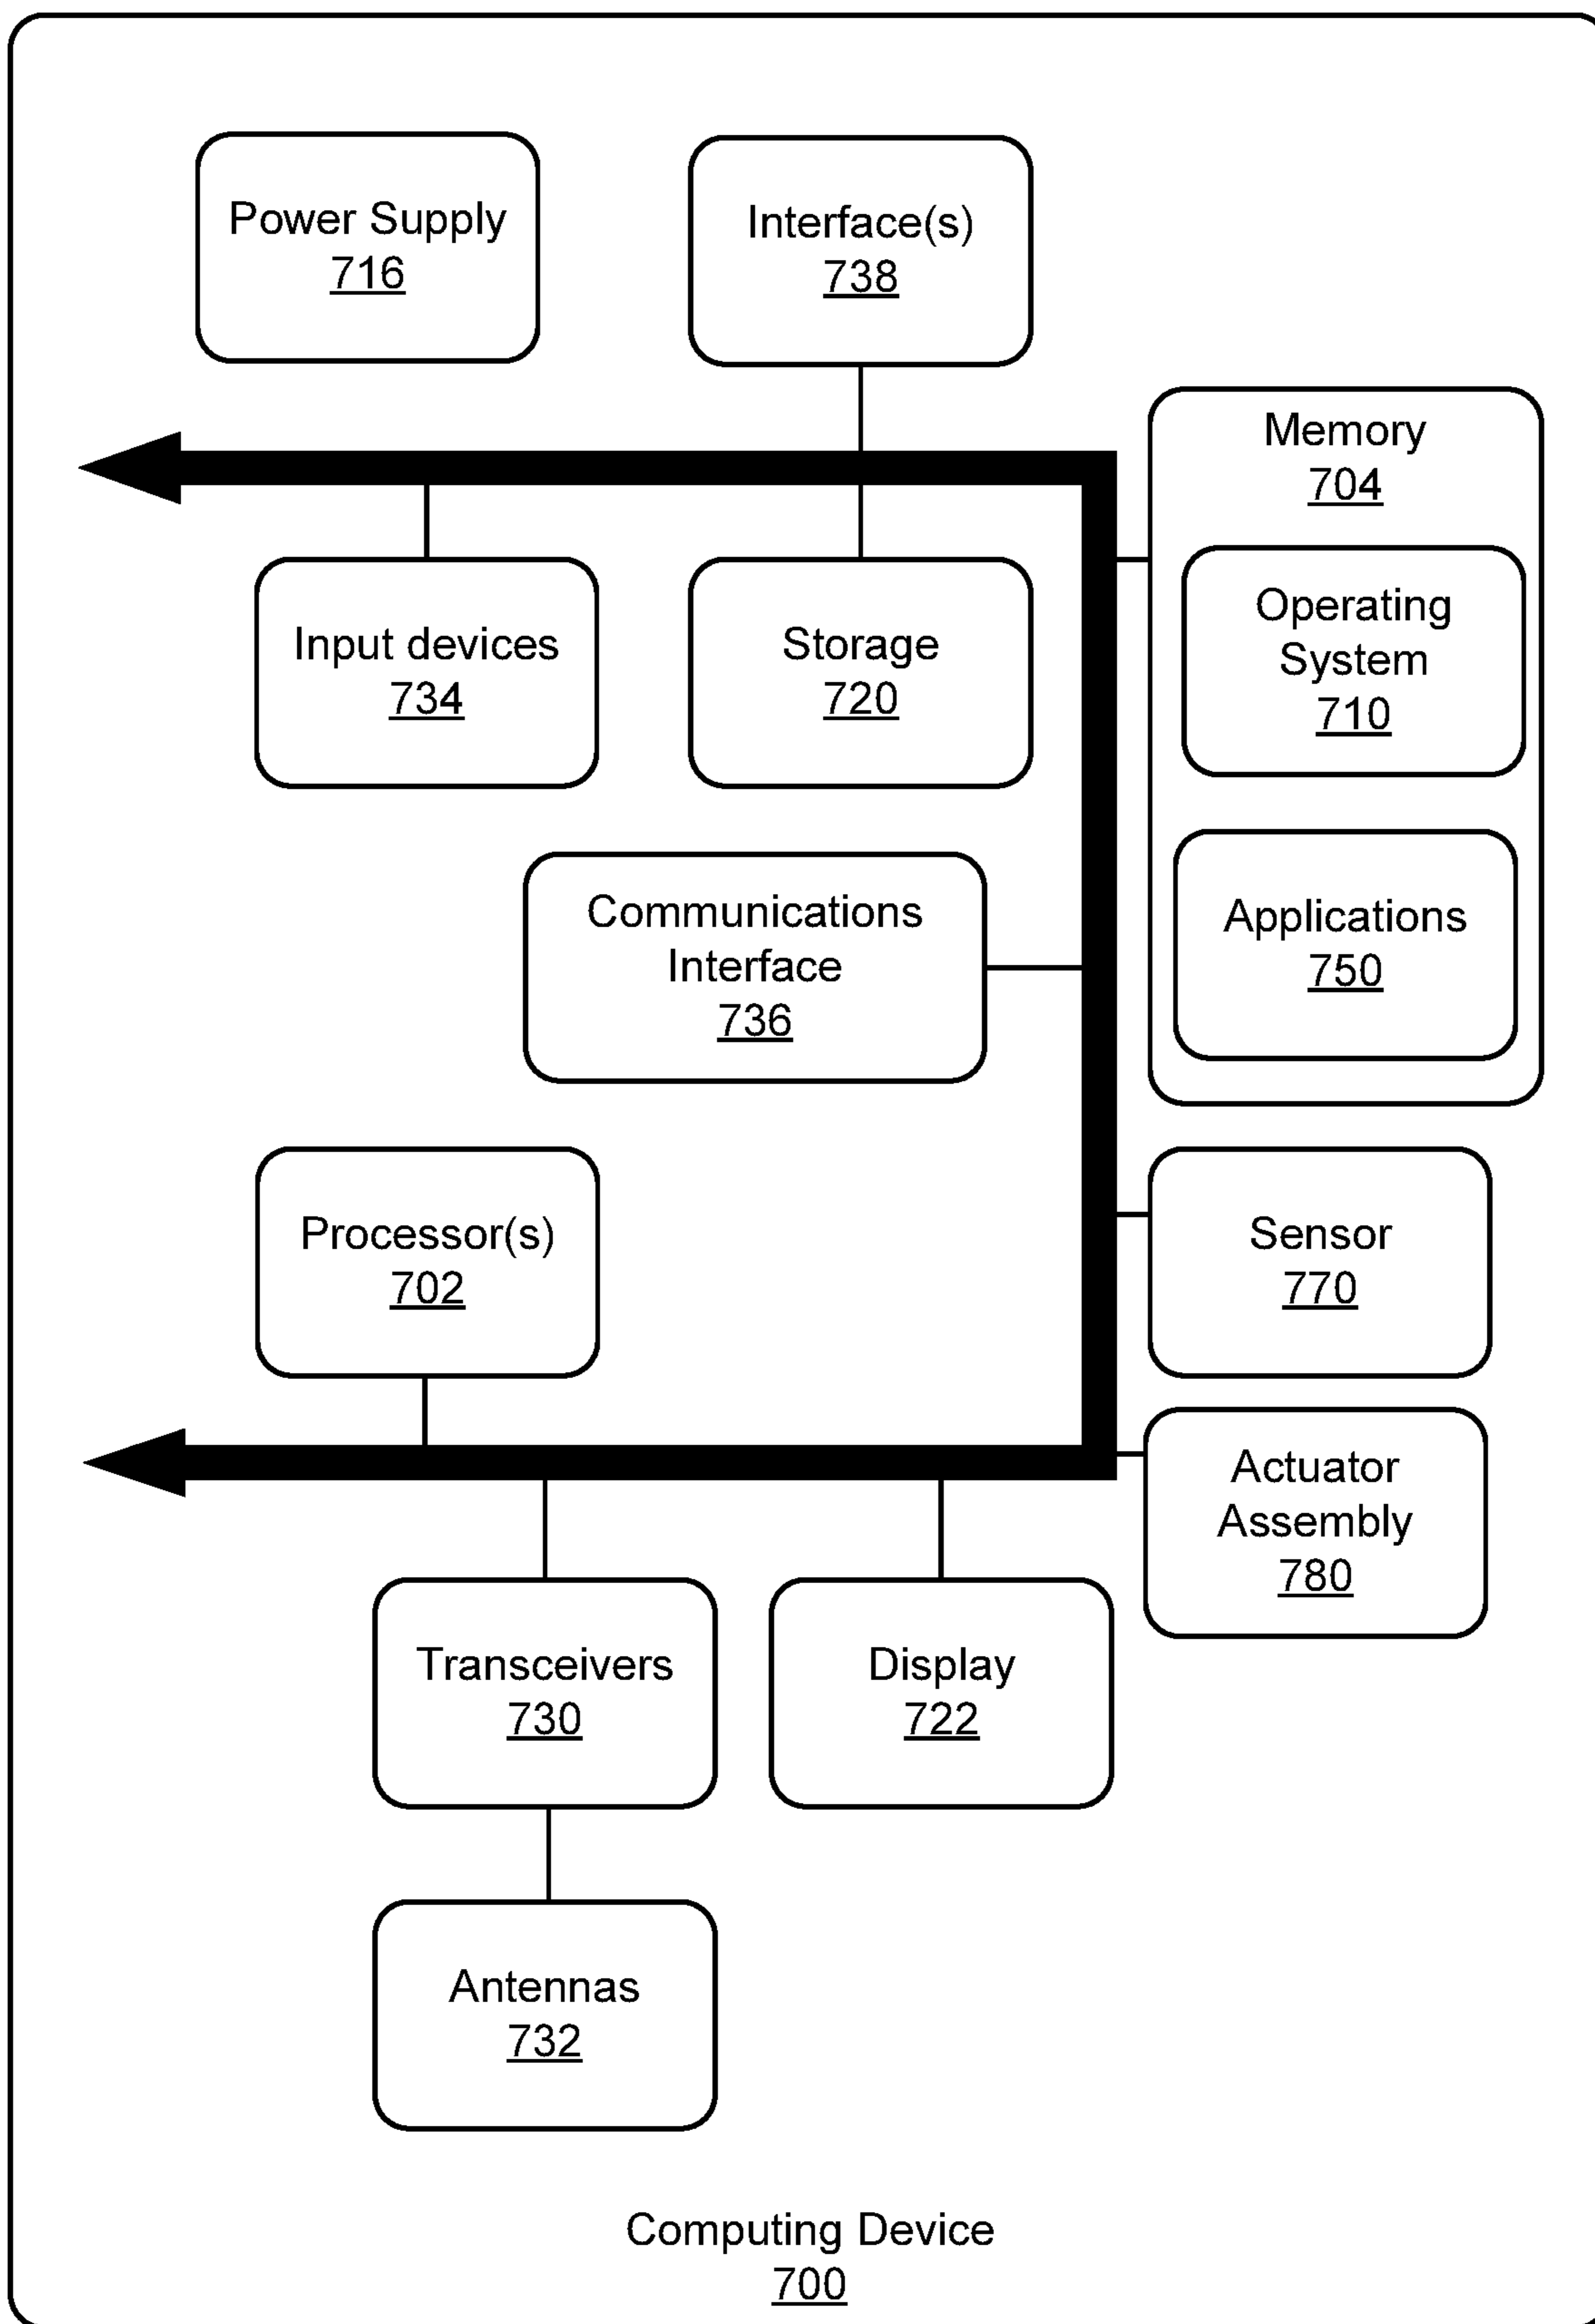 Power Supply
716
Interface(s)
738
Memory
704
Operating
System
710
Input devices
734
Storage
720
Applications
750
Communications
Interface
736
Processor(s)
702
Sensor
770
Actuator
Assembly
780
Transceivers
730
Display
722
Antennas
732
Computing Device
700